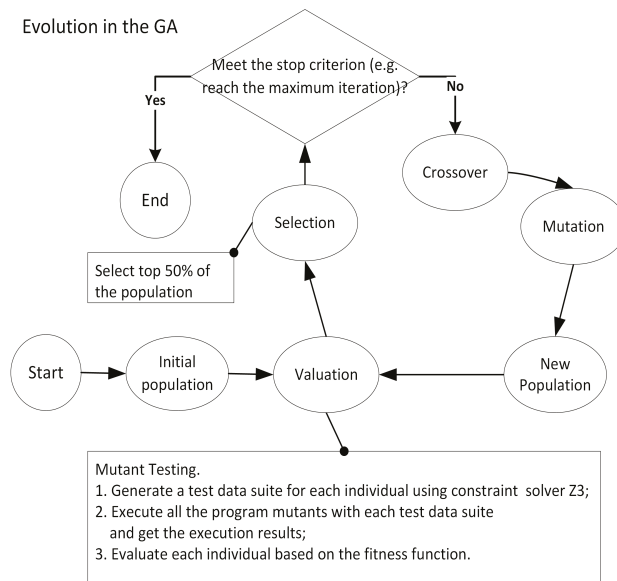 Evolution in the GA
Meet the stop criterion (e.g.
reach the maximum iteration)?
Yes
No
Crossover
End
Selection
Mutation
Select top 50% of
the population
Start
Initial
population
Valuation
New
Population
Mutant Testing.
1. Generate a test data suite for each individual using constraint solver Z3;
2. Execute all the program mutants with each test data suite
and get the execution results;
3. Evaluate each individual based on the fitness function.